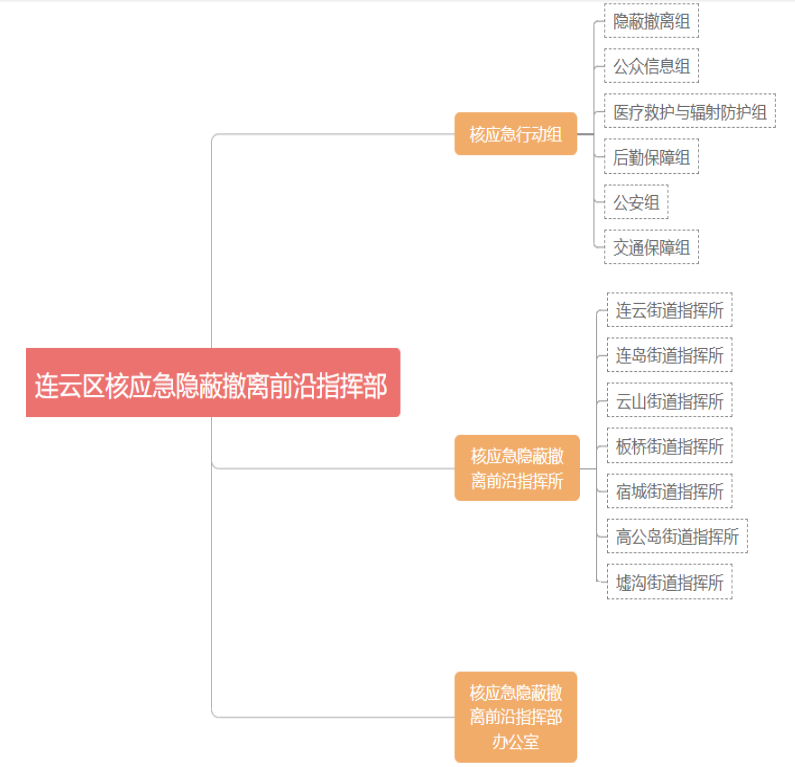 连云区核应急隐蔽撤离前沿指挥部
核应急行动组
隐蔽撤离组
公众信息组
医疗救护与辐射防护组
后勤保障组
公安组
交通保障组
核应急隐蔽撤
离前沿指挥所
连云街道指挥所
连岛街道指挥所
云山街道指挥所
板桥街道指挥所
宿城街道指挥所
高公岛街道指挥所
墟沟街道指挥所
核应急隐蔽撤
离前沿指挥部
办公室